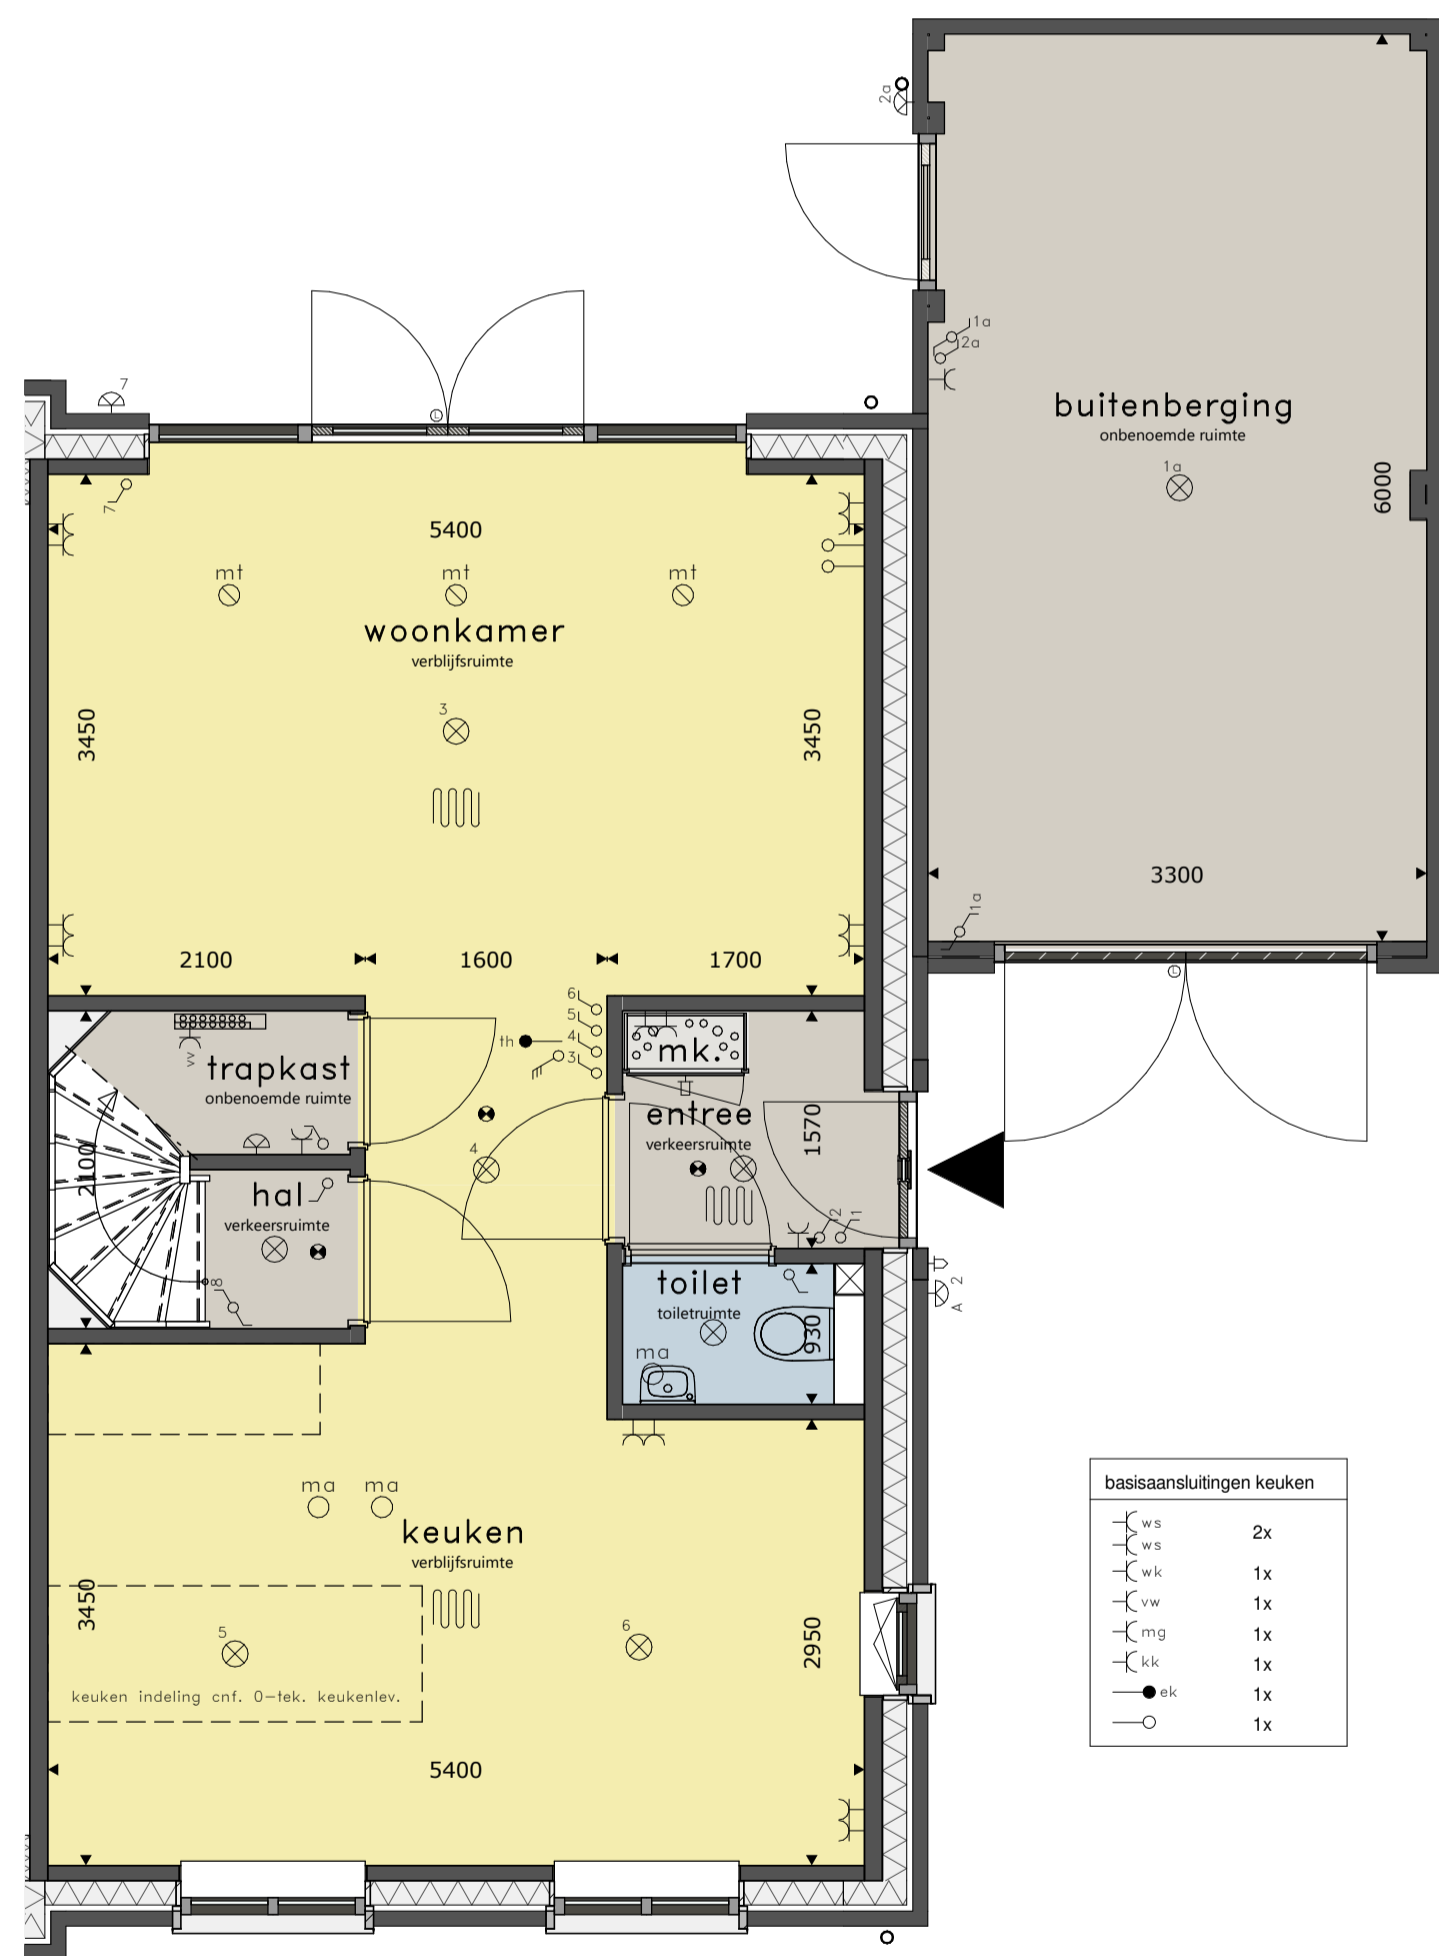 2a
1a
2a
buitenberging
onbenoemde ruimte
1a
6000
3300
1a
L
7
L
7
5400
mt
mt
mt
woonkamer
verblijfsruimte
3
3450
3450
2100
1600
1700
6
5
4
3
th
mk.
trapkast
onbenoemde ruimte
vv
entree
verkeersruimte
1570
4
2100
hal
verkeersruimte
8
2
1
toilet
toiletruimte
930
ma
2
A
ma
ma
keuken
verblijfsruimte
3450
5
6
2950
keuken indeling cnf. 0-tek. keukenlev.
5400
basisaansluitingen keuken
ws
ws 2x
wk 1x
vw 1x
mg 1x
kk 1x
ek 1x
1x